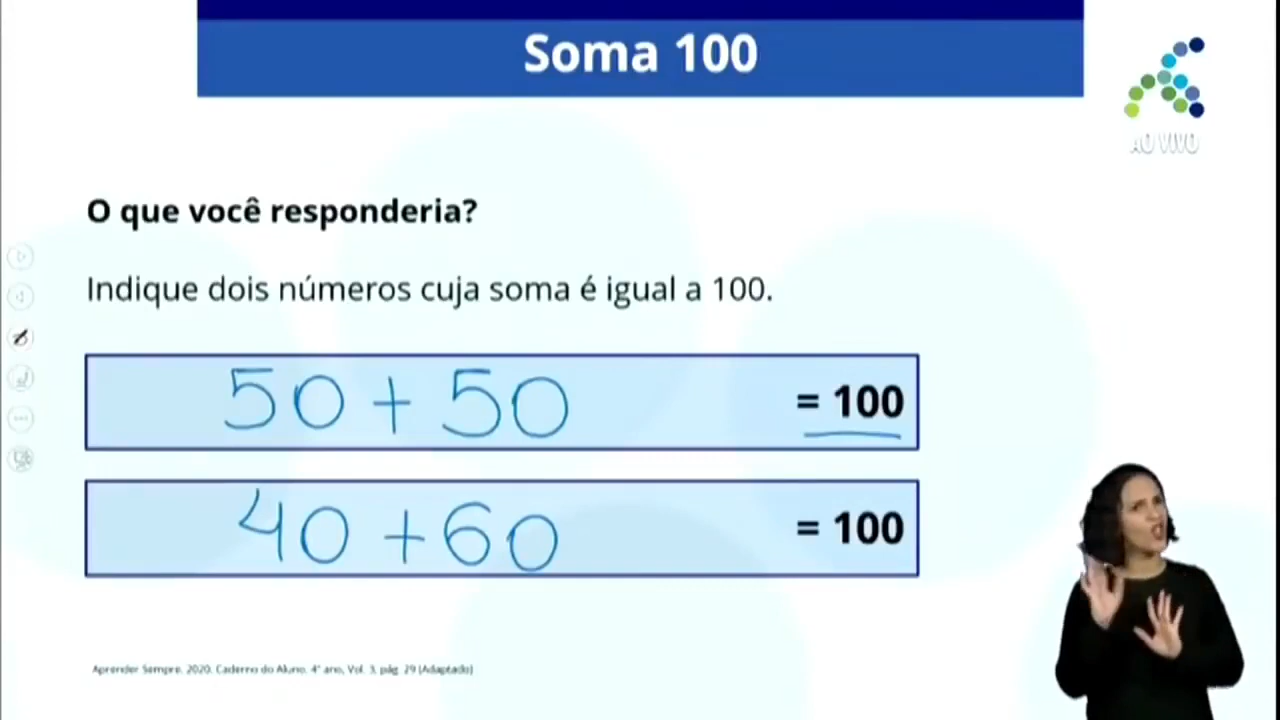 Soma 100
AO VIVO
O que você responderia?
Indique dois números cuja soma é igual a 100.
50 + 50 = 100
40 + 60 = 100
Aprender Sempre. 2020. Caderno do Aluno. 4° ano, Vol. 3, pág. 29 (Adaptado)